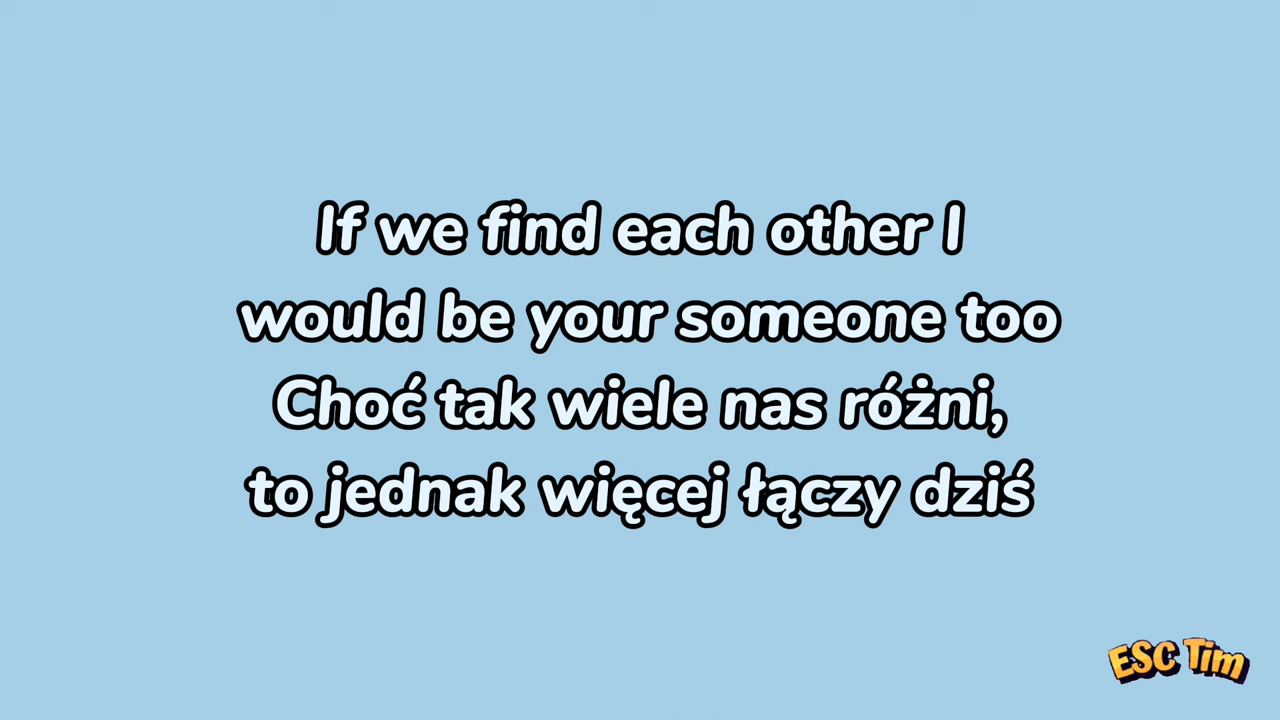 If we find each other I
would be your someone too
Choć tak wiele nas różni,
to jednak więcej łączy dziś
ESC Tim